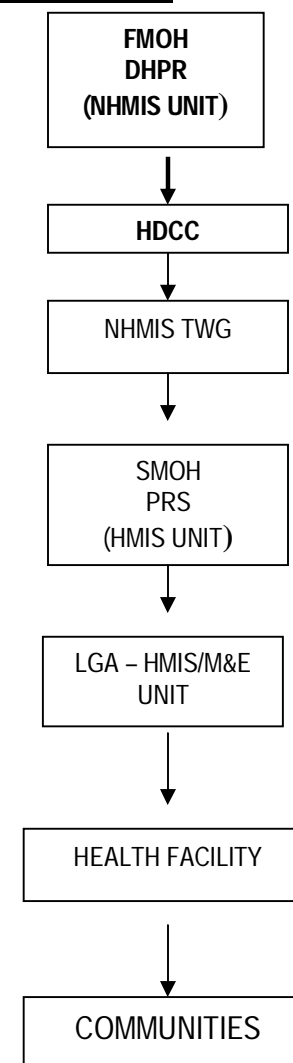 FMOH
DHPR
(NHMIS UNIT)
HDCC
NHMIS TWG
SMOH
PRS
(HMIS UNIT)
LGA – HMIS/M&E
UNIT
HEALTH FACILITY
COMMUNITIES